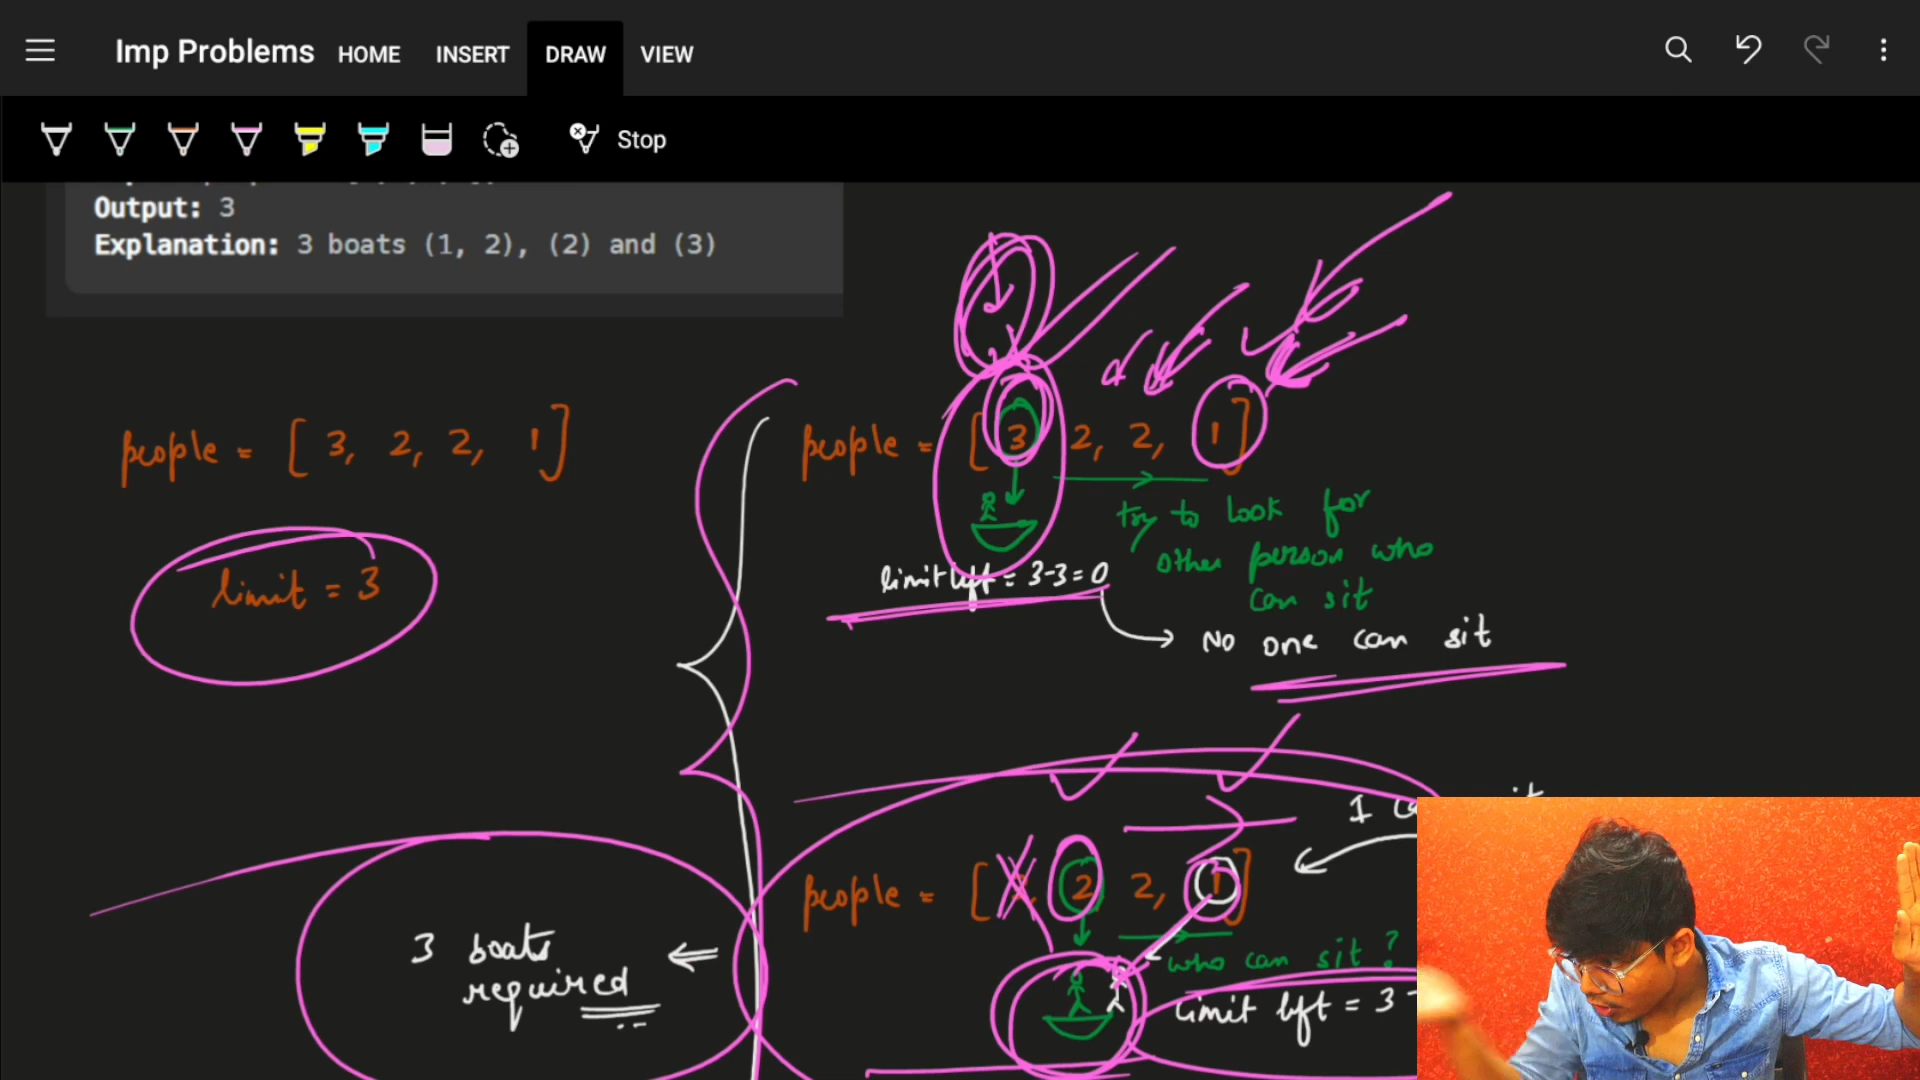 Imp Problems HOME INSERT DRAW VIEW
Stop
Output: 3
Explanation: 3 boats (1, 2), (2) and (3)
people = [ 3, 2, 2, 1 ]
limit = 3
people = [ 3 2, 2, 1 ]
try to look for
other person who
can sit
limit left = 3-3=0
No one can sit
I
people = [ 2, 2, 1 ]
who can sit ?
limit left = 3 -
3 boats
required